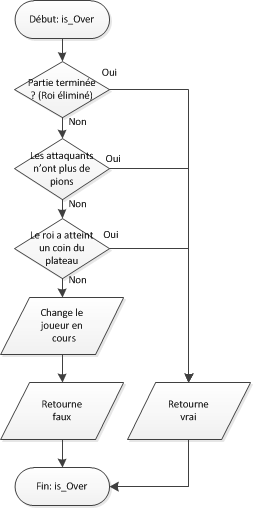 Début: is_Over
Partie terminée
? (Roi éliminé)
Oui
Non
Les attaquants
n'ont plus de
pions
Oui
Non
Le roi a atteint
un coin du
plateau
Oui
Non
Change le
joueur en
cours
Retourne
faux
Retourne
vrai
Fin: is_Over